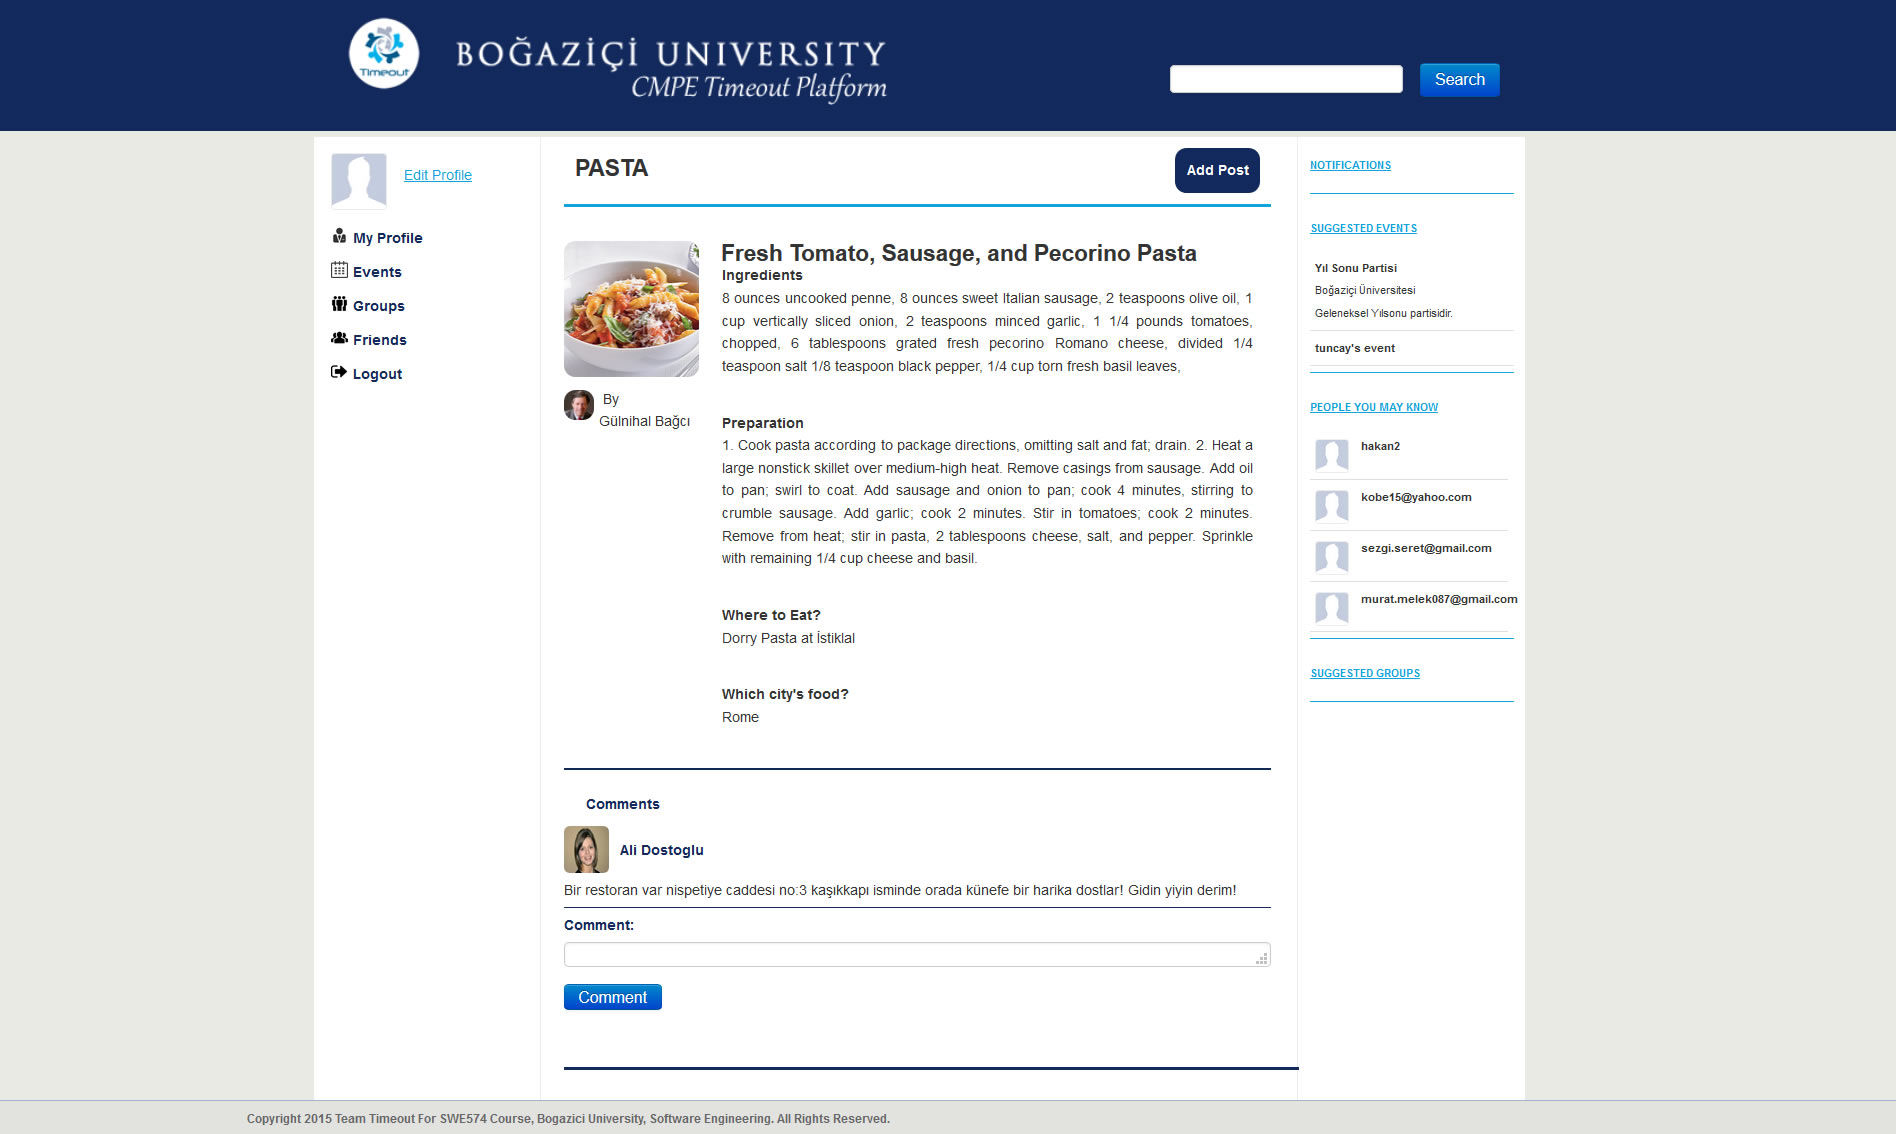 Timeout
BOĞAZİÇİ UNIVERSITY
CMPE Timeout Platform
Search
Edit Profile
My Profile
Events
Groups
Friends
Logout
PASTA
Add Post
Fresh Tomato, Sausage, and Pecorino Pasta
Ingredients
8 ounces uncooked penne, 8 ounces sweet Italian sausage, 2 teaspoons olive oil, 1
cup vertically sliced onion, 2 teaspoons minced garlic, 1 1/4 pounds tomatoes,
chopped, 6 tablespoons grated fresh pecorino Romano cheese, divided 1/4
teaspoon salt 1/8 teaspoon black pepper, 1/4 cup torn fresh basil leaves,
By
Gülnihal Bağcı
Preparation
1. Cook pasta according to package directions, omitting salt and fat; drain. 2. Heat a
large nonstick skillet over medium-high heat. Remove casings from sausage. Add oil
to pan; swirl to coat. Add sausage and onion to pan; cook 4 minutes, stirring to
crumble sausage. Add garlic; cook 2 minutes. Stir in tomatoes; cook 2 minutes.
Remove from heat; stir in pasta, 2 tablespoons cheese, salt, and pepper. Sprinkle
with remaining 1/4 cup cheese and basil.
Where to Eat?
Dorry Pasta at İstiklal
Which city's food?
Rome
Comments
Ali Dostoglu
Bir restoran var nispetiye caddesi no:3 kaşıkkapı isminde orada künefe bir harika dostlar! Gidin yiyin derim!
Comment:
Comment
NOTIFICATIONS
SUGGESTED EVENTS
Yıl Sonu Partisi
Boğaziçi Üniversitesi
Geleneksel Yılsonu partisidir.
tuncay's event
PEOPLE YOU MAY KNOW
hakan2
kobe15@yahoo.com
sezgi.seret@gmail.com
murat.melek087@gmail.com
SUGGESTED GROUPS
Copyright 2015 Team Timeout For SWE574 Course, Bogazici University, Software Engineering. All Rights Reserved.